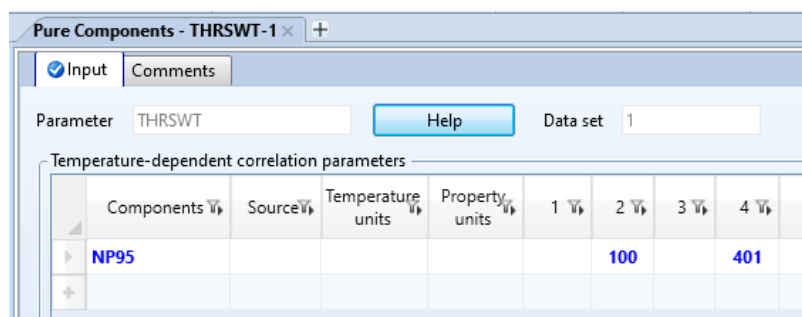 Pure Components - THRSWT-1 × +
Input Comments
Parameter THRSWT Help Data set 1
Temperature-dependent correlation parameters
Components Source Temperature units Property units 1 2 3 4
NP95 100 401